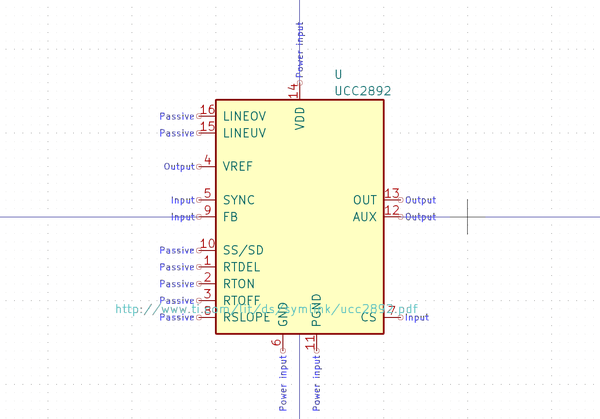 Power input
14
VDD
U
UCC2892
Passive 16 LINEOV
Passive 15 LINEUV
Output 4 VREF
Input 5 SYNC
OUT 13 Output
Input 9 FB
AUX 12 Output
Passive 10 SS/SD
Passive 1 RTDEL
Passive 2 RTON
Passive 3 RTOFF
http://www.ti.com/lit/ds/symlink/ucc2892.pdf
Passive 8 RSLOPE
CS 7 Input
GND
PGND
6
11
Power input
Power input